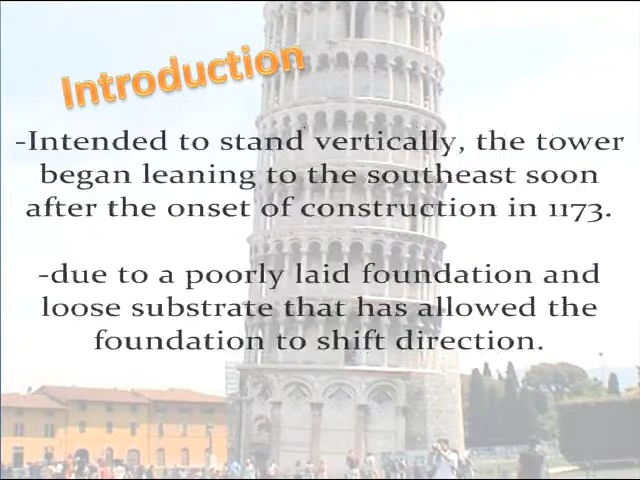 Introduction
-Intended to stand vertically, the tower
began leaning to the southeast soon
after the onset of construction in 1173.
-due to a poorly laid foundation and
loose substrate that has allowed the
foundation to shift direction.